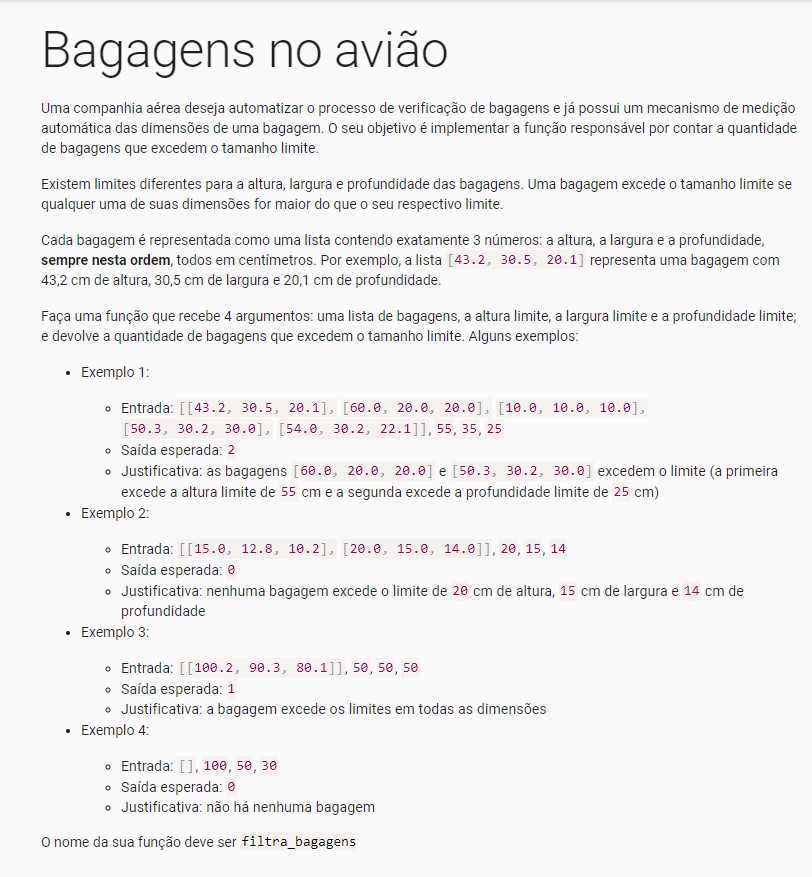 Bagagens no avião
Uma companhia aérea deseja automatizar o processo de verificação de bagagens e já possui um mecanismo de medição
automática das dimensões de uma bagagem. O seu objetivo é implementar a função responsável por contar a quantidade
de bagagens que excedem o tamanho limite.
Existem limites diferentes para a altura, largura e profundidade das bagagens. Uma bagagem excede o tamanho limite se
qualquer uma de suas dimensões for maior do que o seu respectivo limite.
Cada bagagem é representada como uma lista contendo exatamente 3 números: a altura, a largura e a profundidade,
sempre nesta ordem, todos em centímetros. Por exemplo, a lista [43.2, 30.5, 20.1] representa uma bagagem com
43,2 cm de altura, 30,5 cm de largura e 20,1 cm de profundidade.
Faça uma função que recebe 4 argumentos: uma lista de bagagens, a altura limite, a largura limite e a profundidade limite;
e devolve a quantidade de bagagens que excedem o tamanho limite. Alguns exemplos:
• Exemplo 1:
◦ Entrada: [[43.2, 30.5, 20.1], [60.0, 20.0, 20.0], [10.0, 10.0, 10.0],
[50.3, 30.2, 30.0], [54.0, 30.2, 22.1]], 55, 35, 25
◦ Saída esperada: 2
◦ Justificativa: as bagagens [60.0, 20.0, 20.0] e [50.3, 30.2, 30.0] excedem o limite (a primeira
excede a altura limite de 55 cm e a segunda excede a profundidade limite de 25 cm)
• Exemplo 2:
◦ Entrada: [[15.0, 12.8, 10.2], [20.0, 15.0, 14.0]], 20, 15, 14
◦ Saída esperada: 0
◦ Justificativa: nenhuma bagagem excede o limite de 20 cm de altura, 15 cm de largura e 14 cm de
profundidade
• Exemplo 3:
◦ Entrada: [[100.2, 90.3, 80.1]], 50, 50, 50
◦ Saída esperada: 1
◦ Justificativa: a bagagem excede os limites em todas as dimensões
• Exemplo 4:
◦ Entrada: [], 100, 50, 30
◦ Saída esperada: 0
◦ Justificativa: não há nenhuma bagagem
O nome da sua função deve ser filtra_bagagens